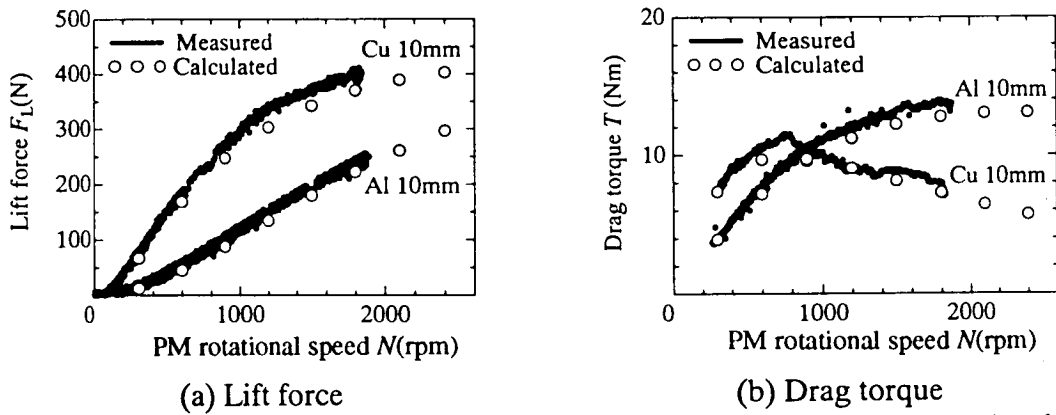 500
400
300
200
100
0
1000
2000
Lift force F_L(N)
Measured
Calculated
Cu 10mm
Al 10mm
PM rotational speed N(rpm)
(a) Lift force
20
10
0
0
1000
2000
Drag torque T (Nm)
Measured
Calculated
Al 10mm
Cu 10mm
PM rotational speed N(rpm)
(b) Drag torque